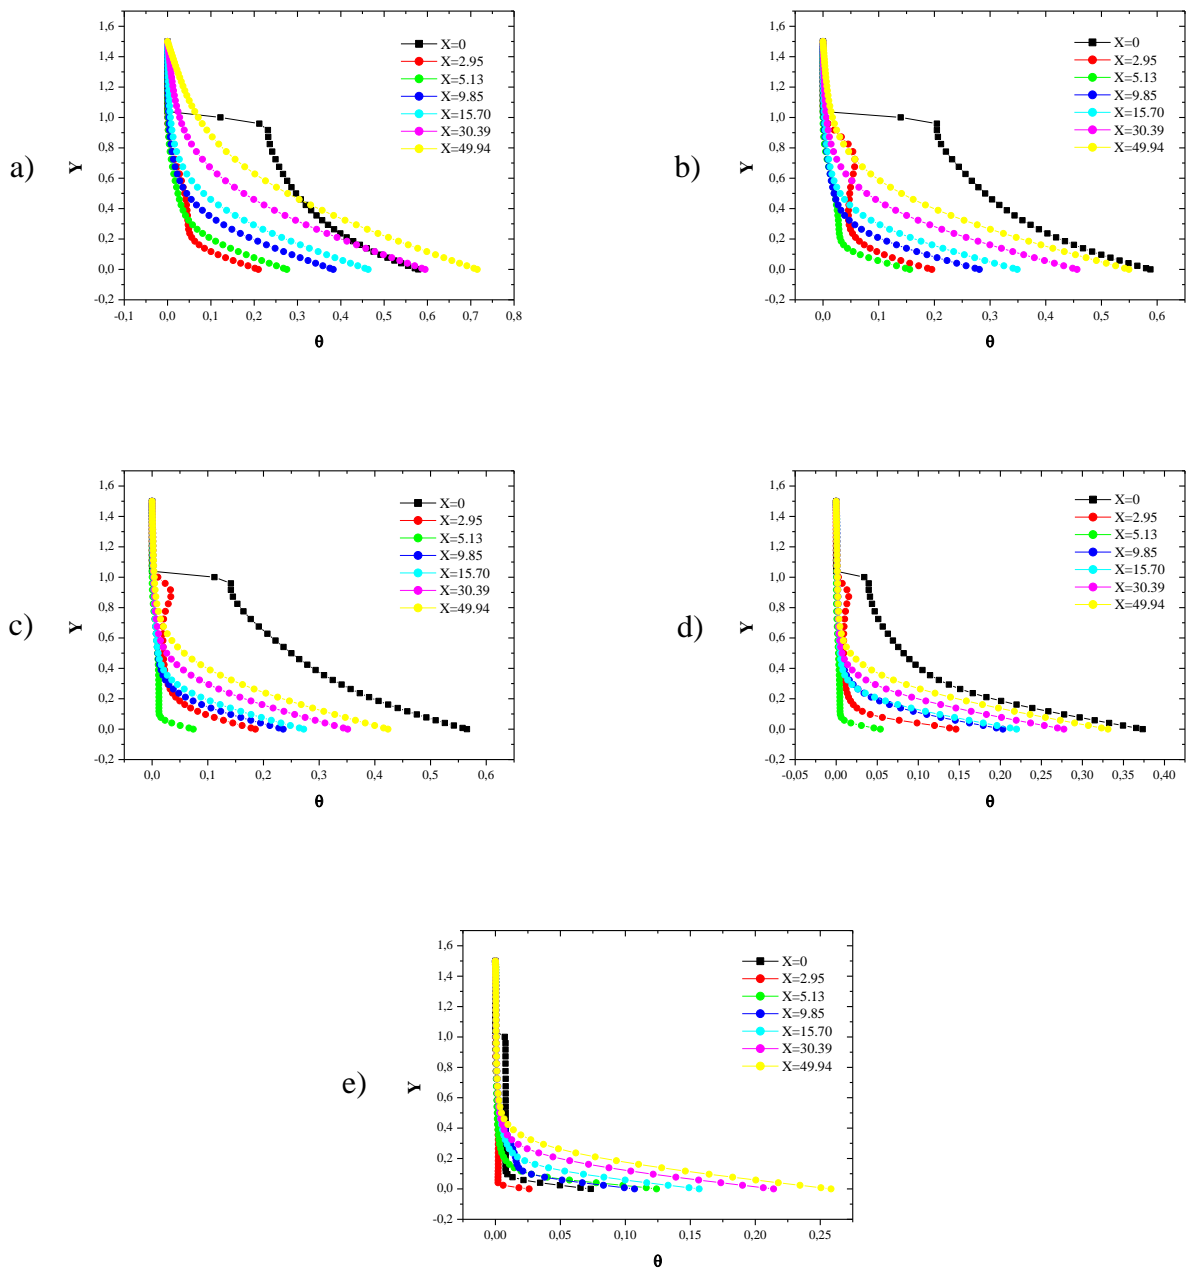 a)
Y
1,6
1,4
1,2
1,0
0,8
0,6
0,4
0,2
0,0
-0,2
-0,1 0,0 0,1 0,2 0,3 0,4 0,5 0,6 0,7 0,8
θ
X=0
X=2.95
X=5.13
X=9.85
X=15.70
X=30.39
X=49.94
b)
Y
1,6
1,4
1,2
1,0
0,8
0,6
0,4
0,2
0,0
-0,2
0,0 0,1 0,2 0,3 0,4 0,5 0,6
θ
X=0
X=2.95
X=5.13
X=9.85
X=15.70
X=30.39
X=49.94
c)
Y
1,6
1,4
1,2
1,0
0,8
0,6
0,4
0,2
0,0
-0,2
0,0 0,1 0,2 0,3 0,4 0,5 0,6
θ
X=0
X=2.95
X=5.13
X=9.85
X=15.70
X=30.39
X=49.94
d)
Y
1,6
1,4
1,2
1,0
0,8
0,6
0,4
0,2
0,0
-0,2
-0,05 0,00 0,05 0,10 0,15 0,20 0,25 0,30 0,35 0,40
θ
X=0
X=2.95
X=5.13
X=9.85
X=15.70
X=30.39
X=49.94
e)
Y
1,6
1,4
1,2
1,0
0,8
0,6
0,4
0,2
0,0
-0,2
0,00 0,05 0,10 0,15 0,20 0,25
θ
X=0
X=2.95
X=5.13
X=9.85
X=15.70
X=30.39
X=49.94